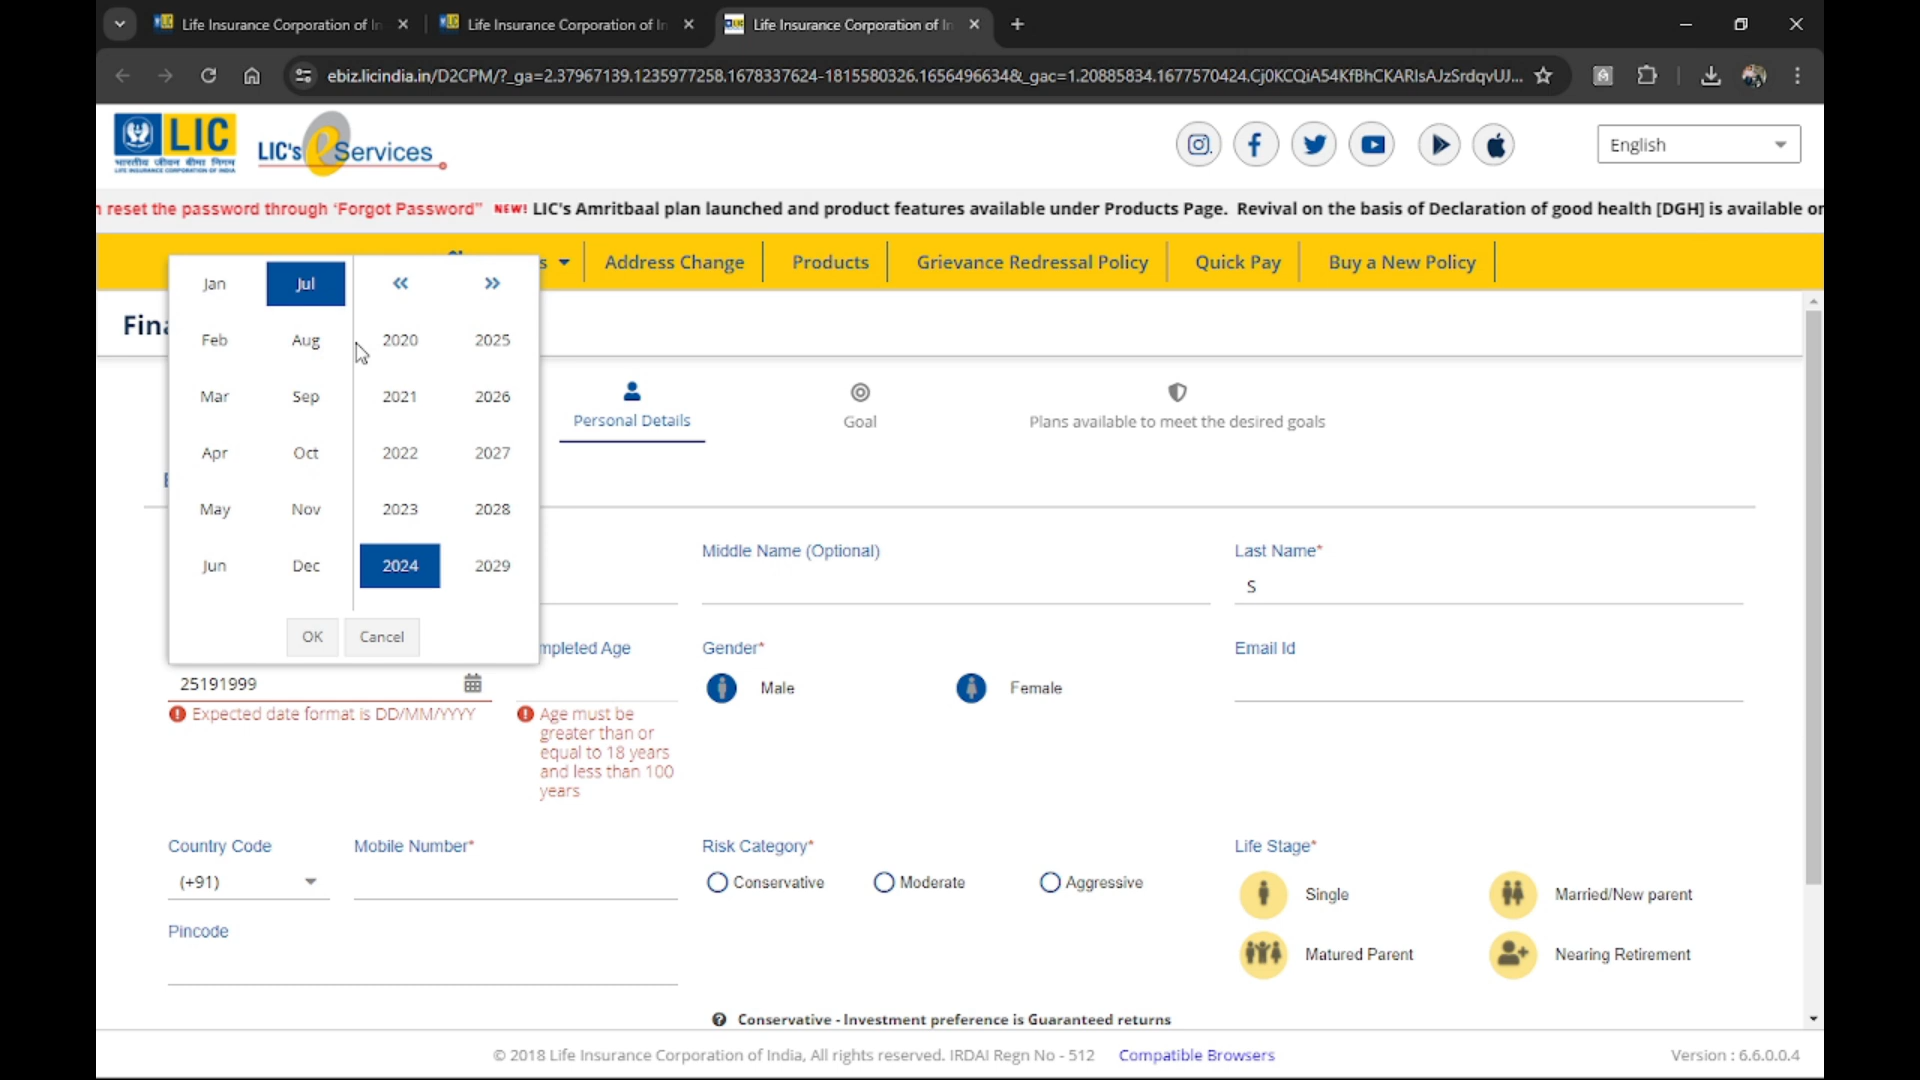 Life Insurance Corporation of In
Life Insurance Corporation of In
Life Insurance Corporation of In
ebiz.licindia.in/D2CPM/?_ga=2.37967139.1235977258.1678337624-1815580326.1656496634&_gac=1.20885834.1677570424.Cj0KCQiA54KfBhCKARIsAJzSrdqvUJ...
LIC
भारतीय जीवन बीमा निगम
LIFE INSURANCE CORPORATION OF INDIA
LIC's eServices
English
reset the password through 'Forgot Password" NEW! LIC's Amritbaal plan launched and product features available under Products Page. Revival on the basis of Declaration of good health [DGH] is available
Address Change
Products
Grievance Redressal Policy
Quick Pay
Buy a New Policy
Jan Jul « »
Feb Aug 2020 2025
Mar Sep 2021 2026
Apr Oct 2022 2027
May Nov 2023 2028
Jun Dec 2024 2029
OK Cancel
Personal Details
Goal
Plans available to meet the desired goals
Middle Name (Optional)
Last Name*
S
Gender*
Email Id
25191999
Male
Female
Expected date format is DD/MM/YYYY
Age must be
greater than or
equal to 18 years
and less than 100
years
Country Code
Mobile Number*
Risk Category*
Life Stage*
(+91)
Conservative
Moderate
Aggressive
Single
Married/New parent
Pincode
Matured Parent
Nearing Retirement
Conservative - Investment preference is Guaranteed returns
© 2018 Life Insurance Corporation of India, All rights reserved. IRDAI Regn No - 512 Compatible Browsers
Version : 6.6.0.0.4